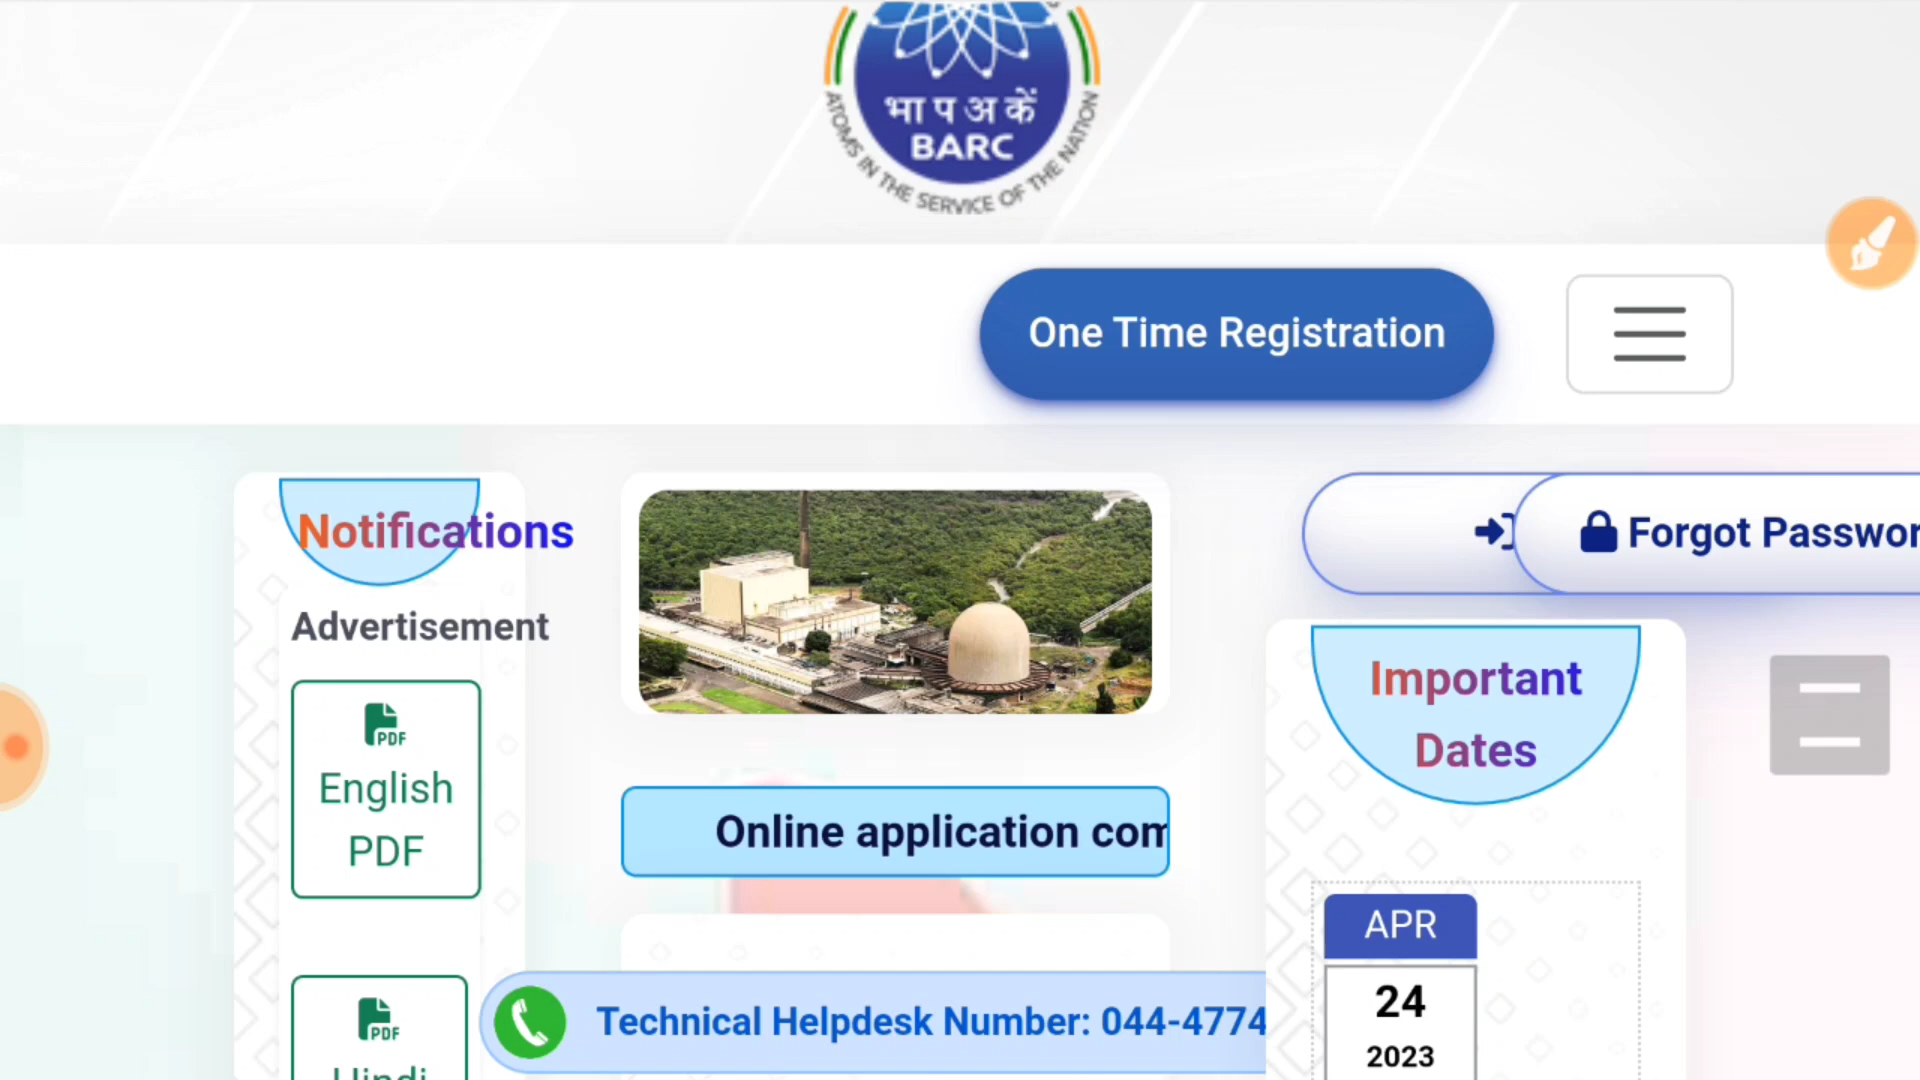 भा प अ कें
BARC
ATOMS IN THE SERVICE OF THE NATION
One Time Registration
Notifications
Forgot Passwor
Advertisement
PDF
English
PDF
Important
Dates
Online application com
APR
24
2023
PDF
Hindi
Technical Helpdesk Number: 044-4774